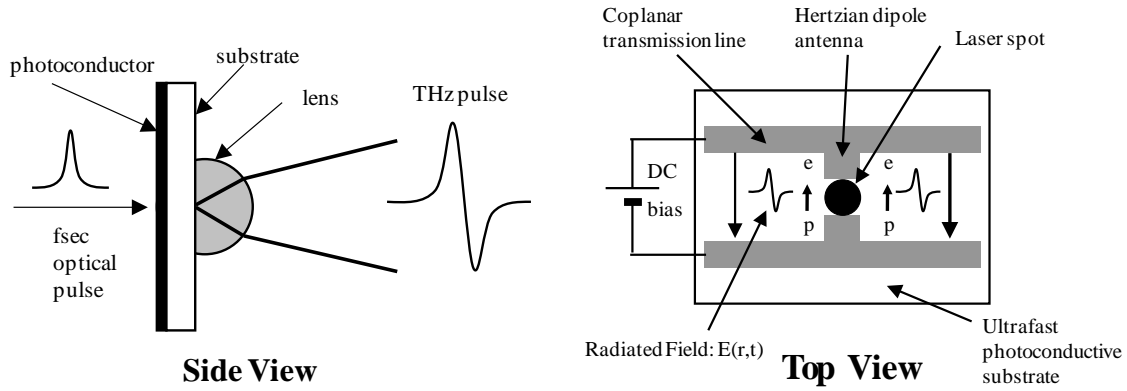 photoconductor
substrate
lens
THz pulse
fsec
optical
pulse
Side View
Coplanar
transmission line
Hertzian dipole
antenna
Laser spot
DC
bias
e
e
p
p
Radiated Field: E(r,t)
Ultrafast
photoconductive
substrate
Top View